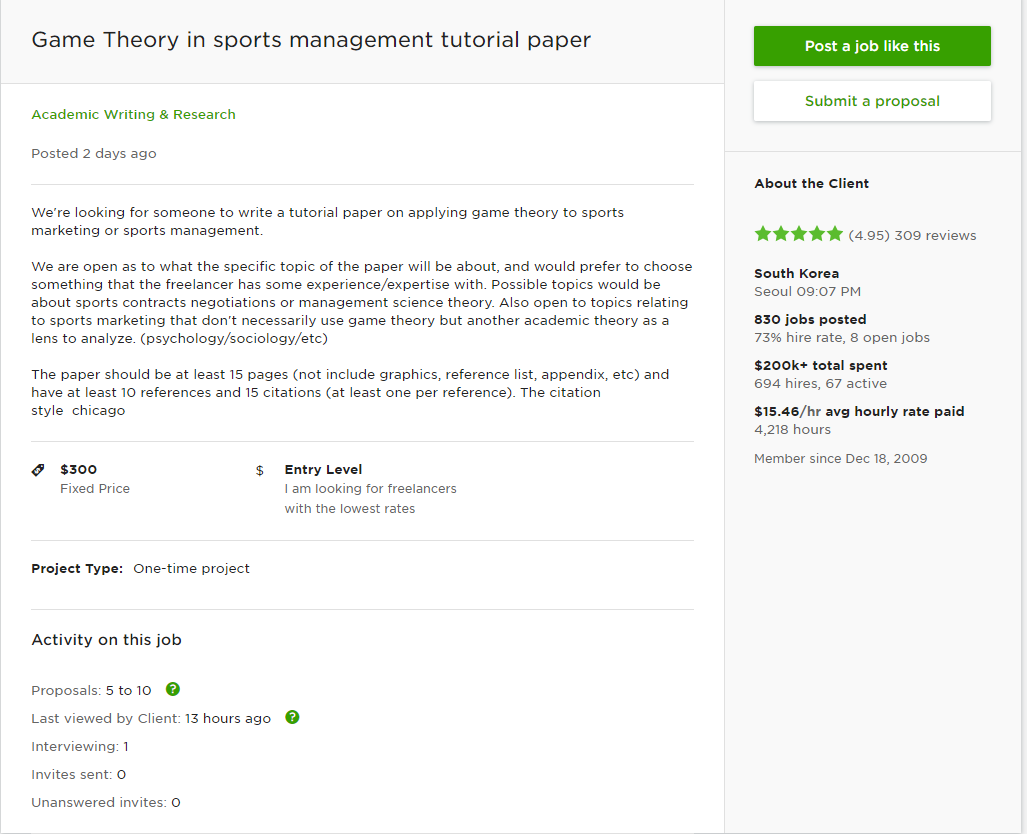 Game Theory in sports management tutorial paper
Academic Writing & Research
Posted 2 days ago
We're looking for someone to write a tutorial paper on applying game theory to sports
marketing or sports management.
We are open as to what the specific topic of the paper will be about, and would prefer to choose
something that the freelancer has some experience/expertise with. Possible topics would be
about sports contracts negotiations or management science theory. Also open to topics relating
to sports marketing that don't necessarily use game theory but another academic theory as a
lens to analyze. (psychology/sociology/etc)
The paper should be at least 15 pages (not include graphics, reference list, appendix, etc) and
have at least 10 references and 15 citations (at least one per reference). The citation
style  chicago
$300
Fixed Price
$
Entry Level
I am looking for freelancers
with the lowest rates
Project Type: One-time project
Activity on this job
Proposals: 5 to 10 ?
Last viewed by Client: 13 hours ago ?
Interviewing: 1
Invites sent: 0
Unanswered invites: 0
Post a job like this
Submit a proposal
About the Client
(4.95) 309 reviews
South Korea
Seoul 09:07 PM
830 jobs posted
73% hire rate, 8 open jobs
$200k+ total spent
694 hires, 67 active
$15.46/hr avg hourly rate paid
4,218 hours
Member since Dec 18, 2009